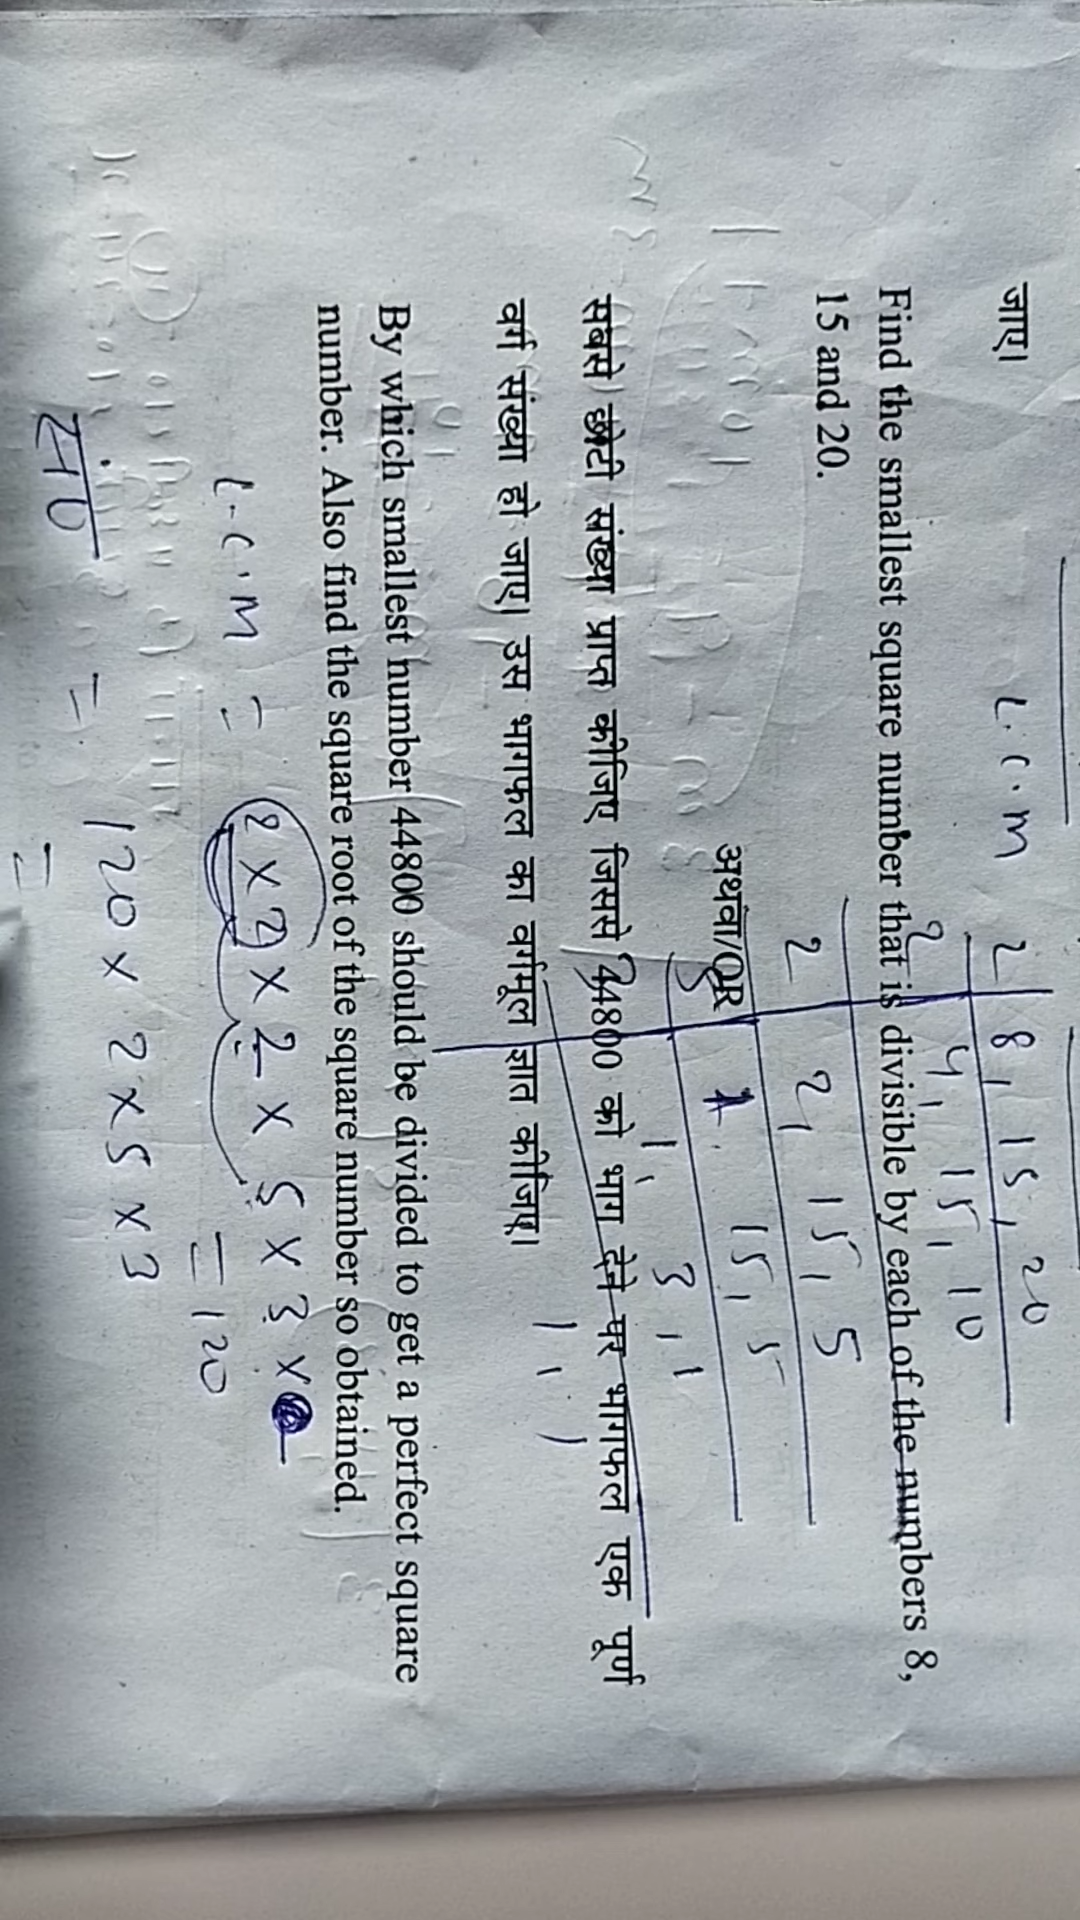 L.C.M 2 8, 15, 20
जाए।
2 4, 15, 10
Find the smallest square number that is divisible by each of the numbers 8,
15 and 20.
2 2, 15, 5
अथवा/OR
5 1. 15, 5
1, 3, 1
सबसे छोटी संख्या प्राप्त कीजिए जिससे 44800 को भाग देने पर भागफल एक पूर्ण
वर्ग संख्या हो जाए। उस भागफल का वर्गमूल ज्ञात कीजिए।
1, 1
By which smallest number 44800 should be divided to get a perfect square
number. Also find the square root of the square number so obtained.
L.C.M = 2 x 2 x 2 x 5 x 3 x
= 120
= 120 x 2 x 5 x 3
=